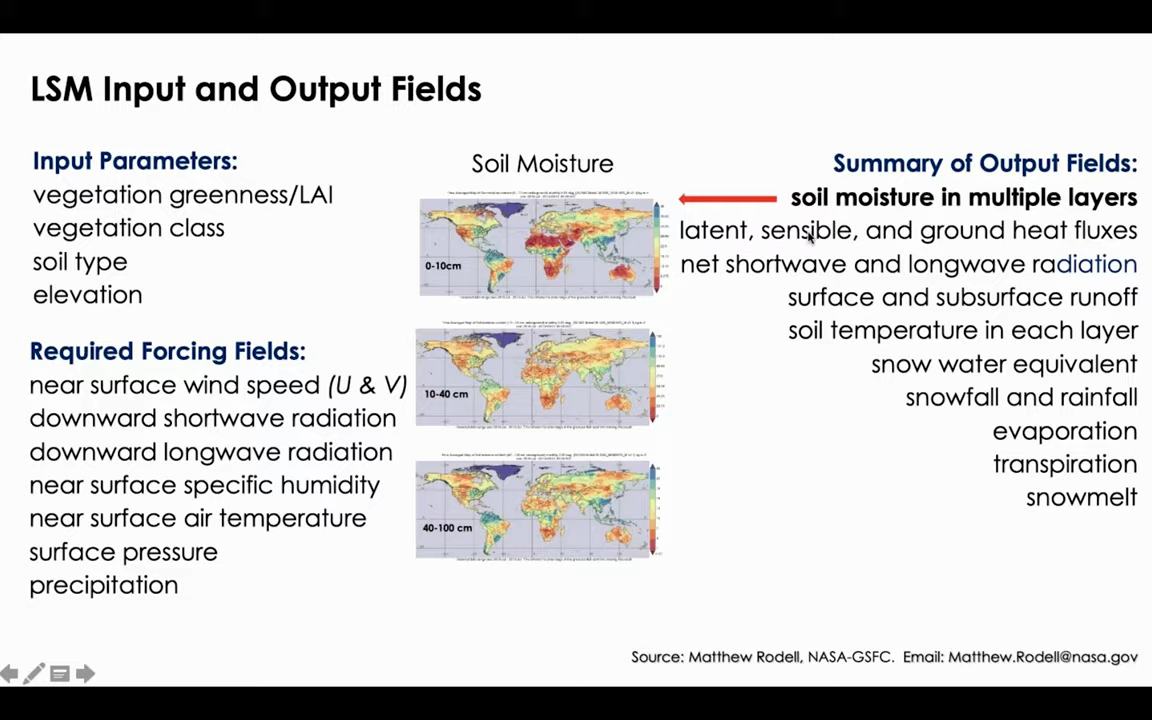 LSM Input and Output Fields
Input Parameters:
vegetation greenness/LAI
vegetation class
soil type
elevation
Required Forcing Fields:
near surface wind speed (U & V)
downward shortwave radiation
downward longwave radiation
near surface specific humidity
near surface air temperature
surface pressure
precipitation
Soil Moisture
0-10cm
10-40 cm
40-100 cm
Summary of Output Fields:
soil moisture in multiple layers
latent, sensible, and ground heat fluxes
net shortwave and longwave radiation
surface and subsurface runoff
soil temperature in each layer
snow water equivalent
snowfall and rainfall
evaporation
transpiration
snowmelt
Source: Matthew Rodell, NASA-GSFC. Email: Matthew.Rodell@nasa.gov